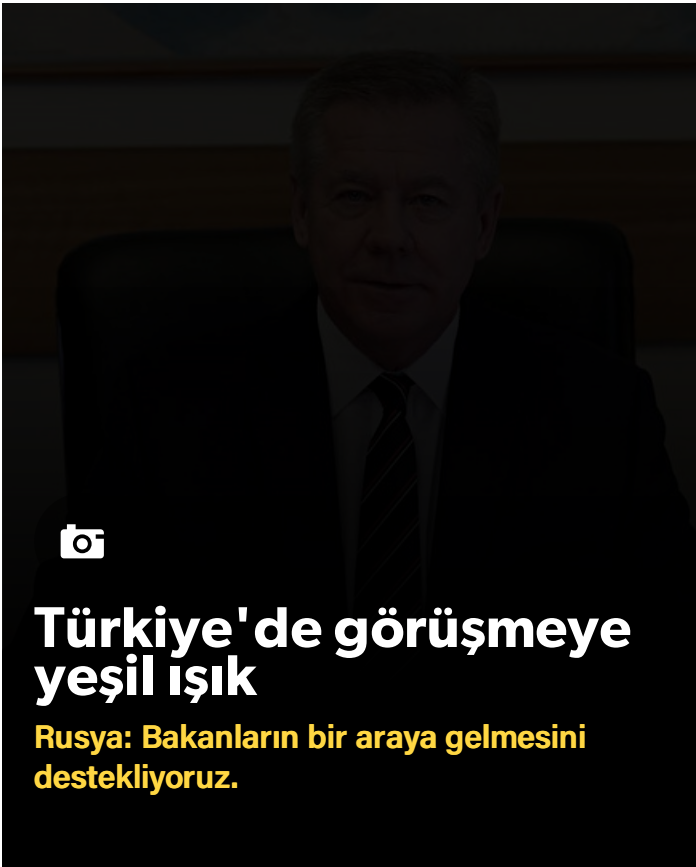 Türkiye'de görüşmeye
yeşil ışık
Rusya: Bakanların bir araya gelmesini
destekliyoruz.